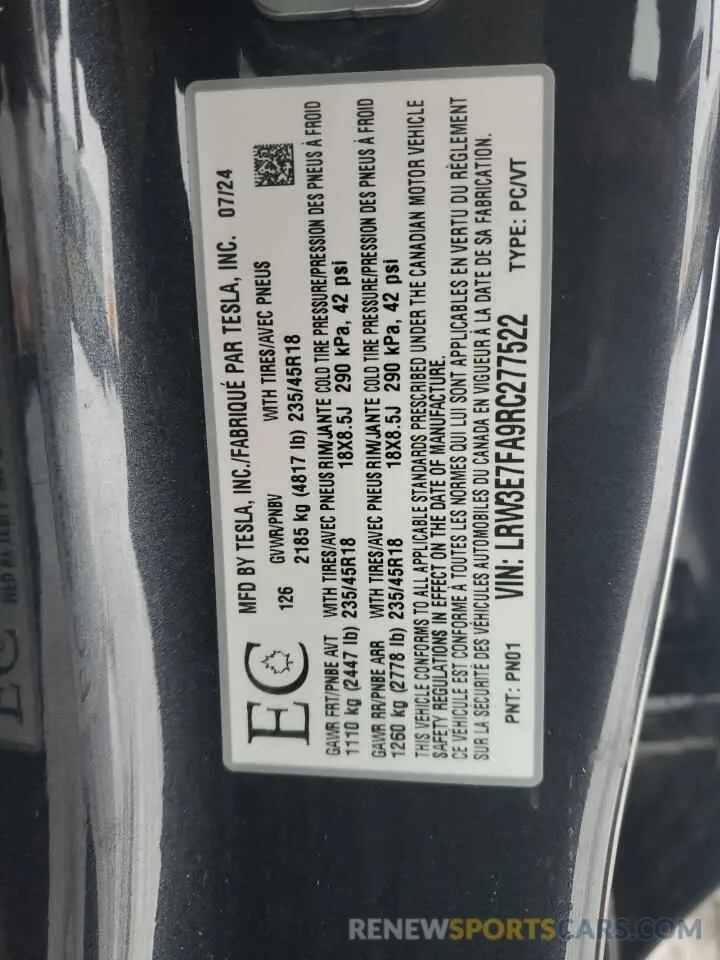 EC
MFD BY TESLA, INC./FABRIQUÉ PAR TESLA, INC. 07/24
126 GVWR/PNBV WITH TIRES/AVEC PNEUS
2185 kg (4817 lb) 235/45R18
GAWR FRT/PNBE AVT WITH TIRES/AVEC PNEUS RIM/JANTE COLD TIRE PRESSURE/PRESSION DES PNEUS À FROID
1110 kg (2447 lb) 235/45R18 18X8.5J 290 kPa, 42 psi
GAWR RR/PNBE ARR WITH TIRES/AVEC PNEUS RIM/JANTE COLD TIRE PRESSURE/PRESSION DES PNEUS À FROID
1260 kg (2778 lb) 235/45R18 18X8.5J 290 kPa, 42 psi
THIS VEHICLE CONFORMS TO ALL APPLICABLE STANDARDS PRESCRIBED UNDER THE CANADIAN MOTOR VEHICLE
SAFETY REGULATIONS IN EFFECT ON THE DATE OF MANUFACTURE.
CE VÉHICULE EST CONFORME À TOUTES LES NORMES QUI LUI SONT APPLICABLES EN VERTU DU RÈGLEMENT
SUR LA SÉCURITÉ DES VÉHICULES AUTOMOBILES DU CANADA EN VIGUEUR À LA DATE DE SA FABRICATION.
PNT: PN01 VIN: LRW3E7FA9RC277522 TYPE: PC/VT
EC
RENEWSPORTSCARS.COM